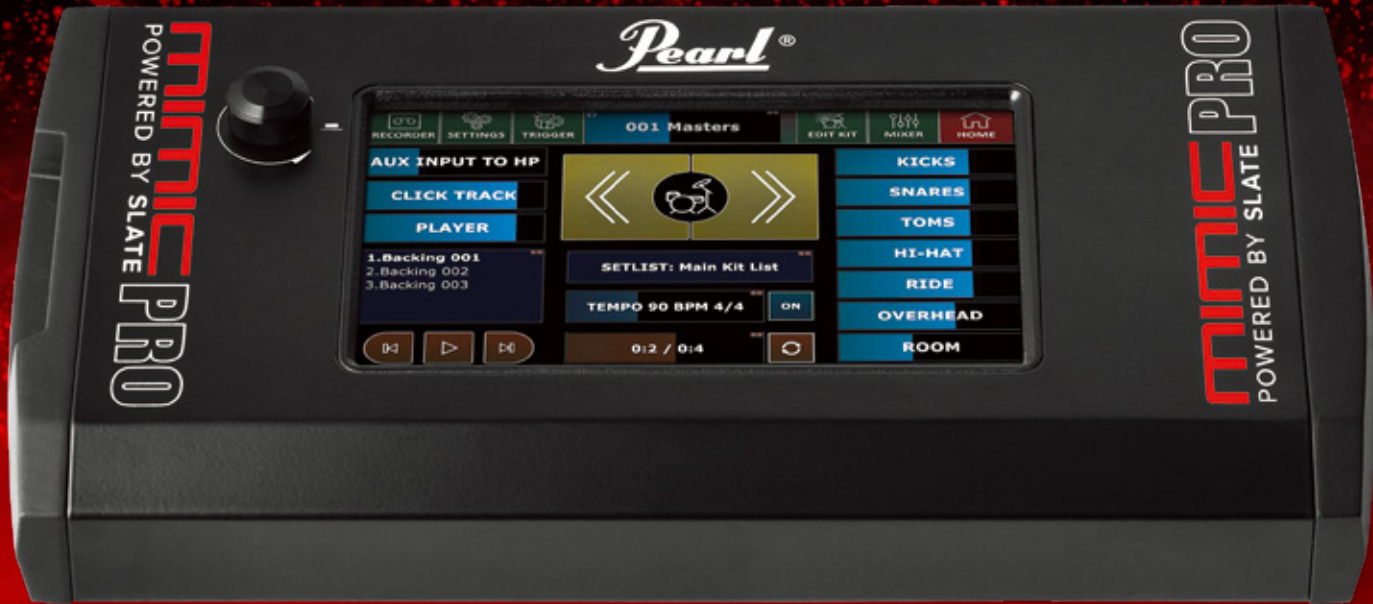 Pearl®
MIMIC PRO
POWERED BY SLATE
RECORDER
SETTINGS
TRIGGER
001 Masters
EDIT KIT
MIXER
HOME
AUX INPUT TO HP
CLICK TRACK
PLAYER
1.Backing 001
2.Backing 002
3.Backing 003
SETLIST: Main Kit List
TEMPO 90 BPM 4/4
ON
0:2 / 0:4
KICKS
SNARES
TOMS
HI-HAT
RIDE
OVERHEAD
ROOM
MIMIC PRO
POWERED BY SLATE